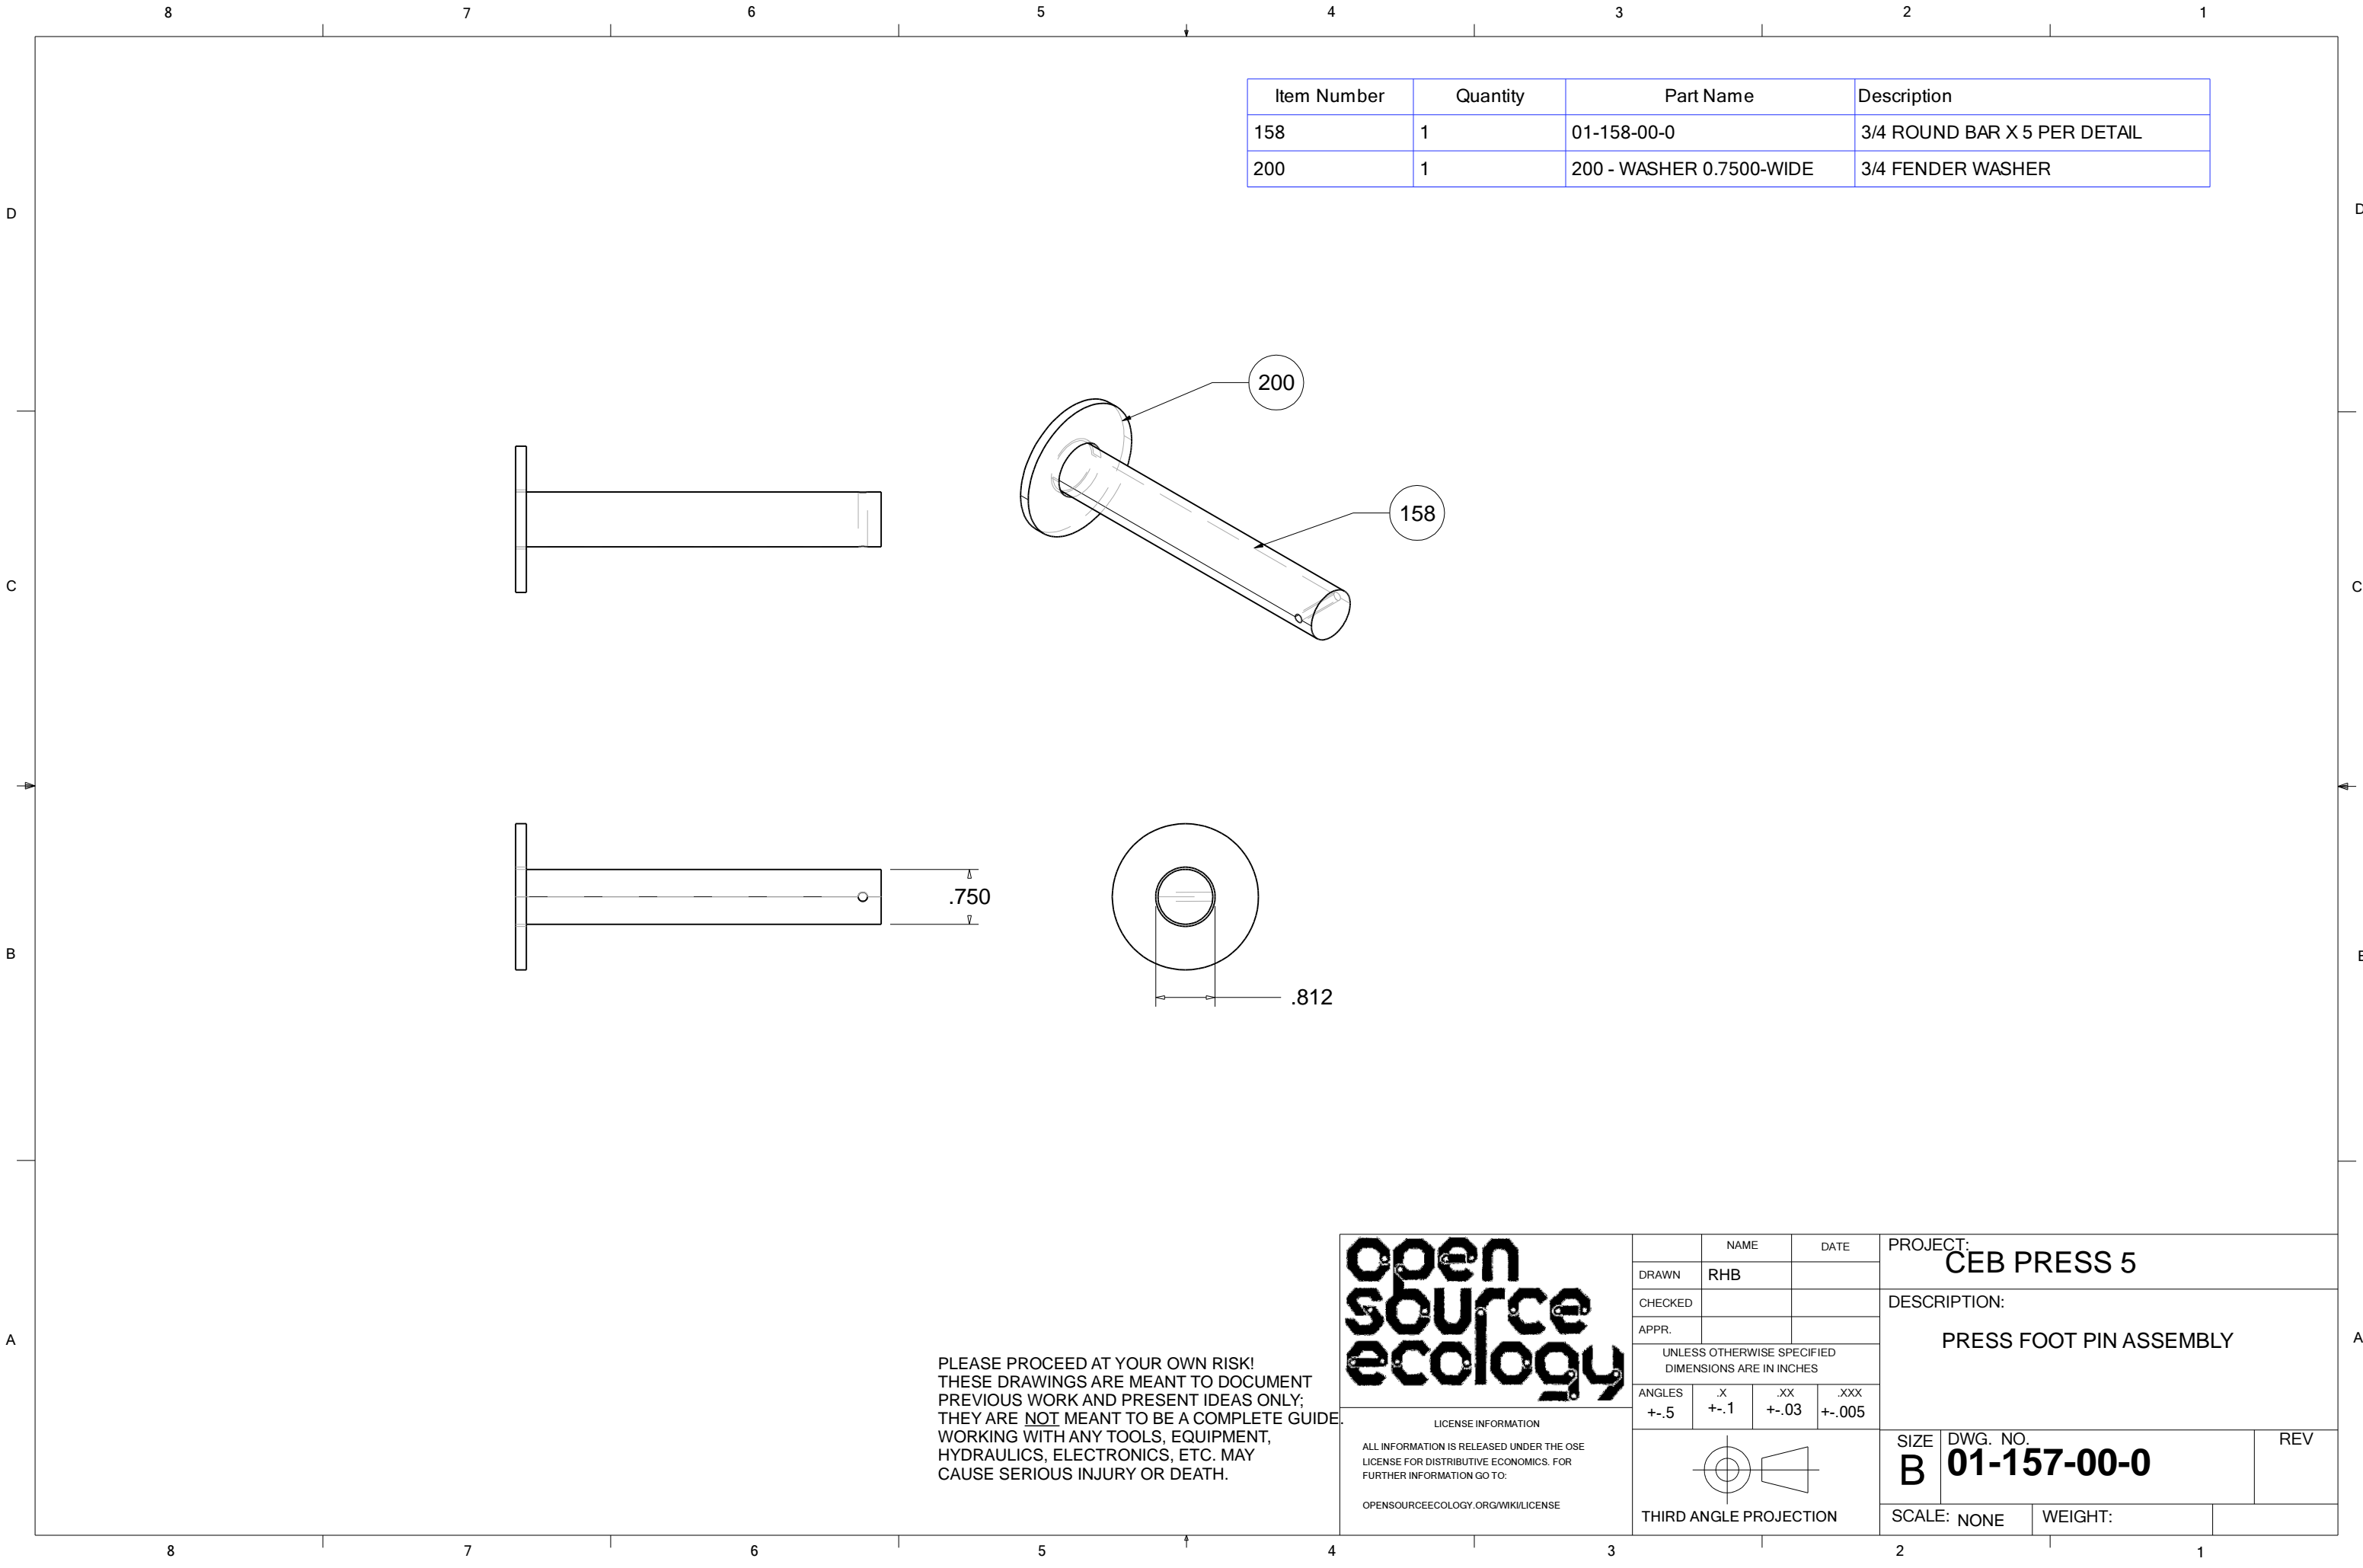 8 7 6 5 4 3 2 1
Item Number Quantity Part Name Description
158 1 01-158-00-0 3/4 ROUND BAR X 5 PER DETAIL
200 1 200 - WASHER 0.7500-WIDE 3/4 FENDER WASHER
D D
200
158
C C
.750
B B
.812
A A
PLEASE PROCEED AT YOUR OWN RISK!
THESE DRAWINGS ARE MEANT TO DOCUMENT
PREVIOUS WORK AND PRESENT IDEAS ONLY;
THEY ARE NOT MEANT TO BE A COMPLETE GUIDE.
WORKING WITH ANY TOOLS, EQUIPMENT,
HYDRAULICS, ELECTRONICS, ETC. MAY
CAUSE SERIOUS INJURY OR DEATH.
open
source
ecology
LICENSE INFORMATION
ALL INFORMATION IS RELEASED UNDER THE OSE
LICENSE FOR DISTRIBUTIVE ECONOMICS. FOR
FURTHER INFORMATION GO TO:
OPENSOURCEECOLOGY.ORG/WIKI/LICENSE
NAME DATE
DRAWN RHB
CHECKED
APPR.
UNLESS OTHERWISE SPECIFIED
DIMENSIONS ARE IN INCHES
ANGLES .X .XX .XXX
+-.5 +-.1 +-.03 +-.005
THIRD ANGLE PROJECTION
PROJECT:
CEB PRESS 5
DESCRIPTION:
PRESS FOOT PIN ASSEMBLY
SIZE DWG. NO. REV
B 01-157-00-0
SCALE: NONE WEIGHT:
8 7 6 5 4 3 2 1